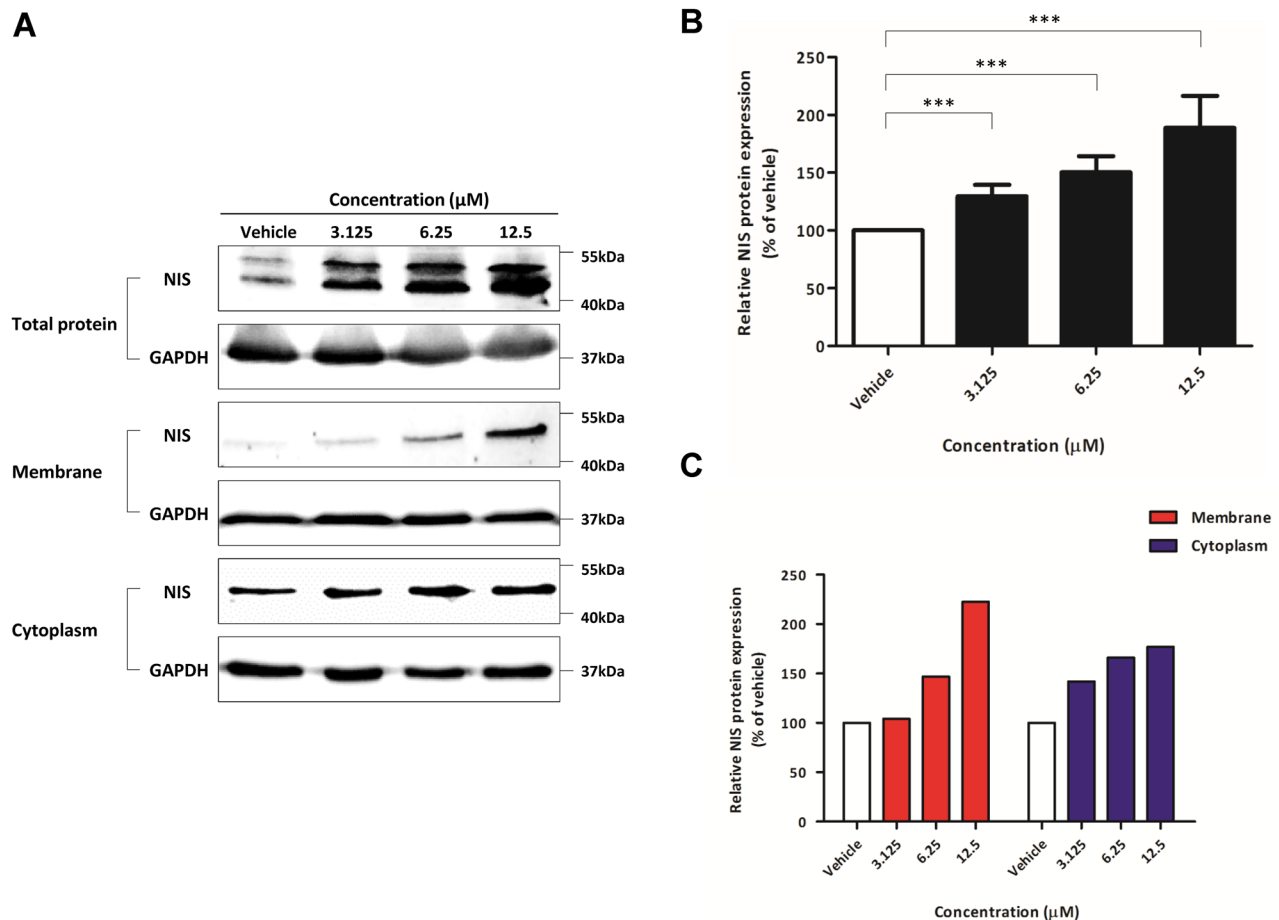 A
Concentration (μM)
Vehicle 3.125 6.25 12.5
Total protein
NIS
55kDa
40kDa
GAPDH
37kDa
Membrane
NIS
55kDa
40kDa
GAPDH
37kDa
Cytoplasm
NIS
55kDa
40kDa
GAPDH
37kDa
B
***
***
***
Relative NIS protein expression
(% of vehicle)
250
200
150
100
50
0
Vehicle 3.125 6.25 12.5
Concentration (μM)
C
Membrane
Cytoplasm
Relative NIS protein expression
(% of vehicle)
250
200
150
100
50
0
Vehicle 3.125 6.25 12.5 Vehicle 3.125 6.25 12.5
Concentration (μM)